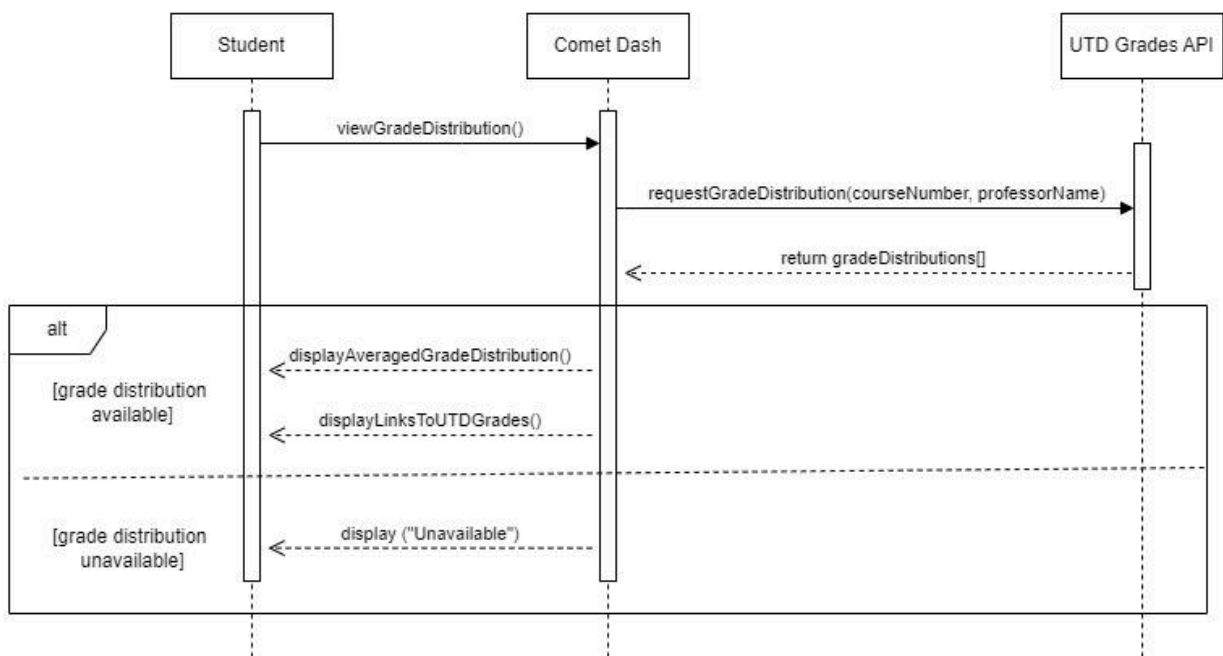 Student
Comet Dash
UTD Grades API
viewGradeDistribution()
requestGradeDistribution(courseNumber, professorName)
return gradeDistributions[]
alt
displayAveragedGradeDistribution()
[grade distribution
available]
displayLinksToUTDGrades()
[grade distribution
unavailable]
display ("Unavailable")